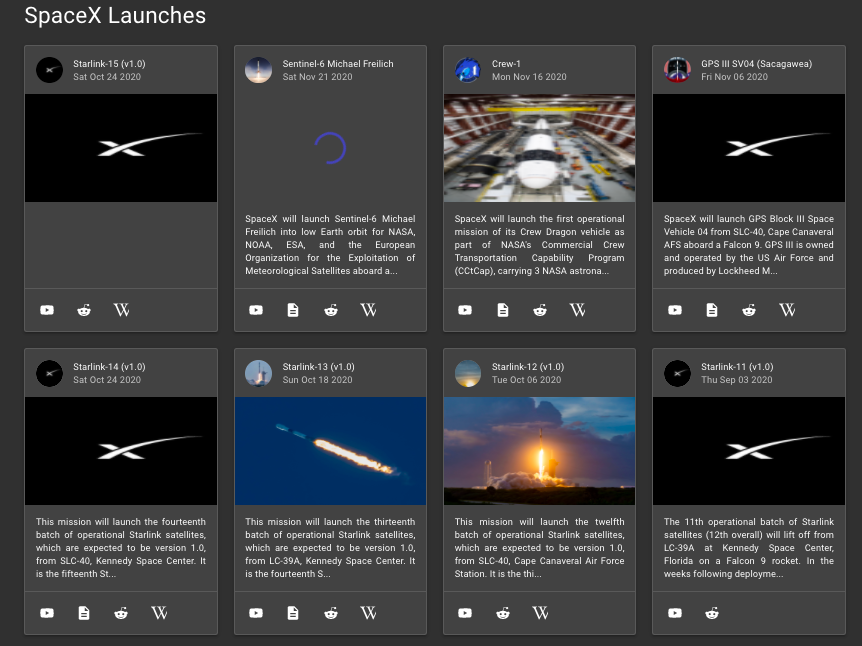 SpaceX Launches
Starlink-15 (v1.0)
Sat Oct 24 2020
Sentinel-6 Michael Freilich
Sat Nov 21 2020
SpaceX will launch Sentinel-6 Michael
Freilich into low Earth orbit for NASA,
NOAA, ESA, and the European
Organization for the Exploitation of
Meteorological Satellites aboard a...
Crew-1
Mon Nov 16 2020
SpaceX will launch the first operational
mission of its Crew Dragon vehicle as
part of NASA's Commercial Crew
Transportation Capability Program
(CCtCap), carrying 3 NASA astrona...
GPS III SV04 (Sacagawea)
Fri Nov 06 2020
SpaceX will launch GPS Block III Space
Vehicle 04 from SLC-40, Cape Canaveral
AFS aboard a Falcon 9. GPS III is owned
and operated by the US Air Force and
produced by Lockheed M...
Starlink-14 (v1.0)
Sat Oct 24 2020
This mission will launch the fourteenth
batch of operational Starlink satellites,
which are expected to be version 1.0,
from SLC-40, Kennedy Space Center. It
is the fifteenth St...
Starlink-13 (v1.0)
Sun Oct 18 2020
This mission will launch the thirteenth
batch of operational Starlink satellites,
which are expected to be version 1.0,
from LC-39A, Kennedy Space Center. It
is the fourteenth S...
Starlink-12 (v1.0)
Tue Oct 06 2020
This mission will launch the twelfth
batch of operational Starlink satellites,
which are expected to be version 1.0,
from SLC-40, Cape Canaveral Air Force
Station. It is the thi...
Starlink-11 (v1.0)
Thu Sep 03 2020
The 11th operational batch of Starlink
satellites (12th overall) will lift off from
LC-39A at Kennedy Space Center,
Florida on a Falcon 9 rocket. In the
weeks following deployme...